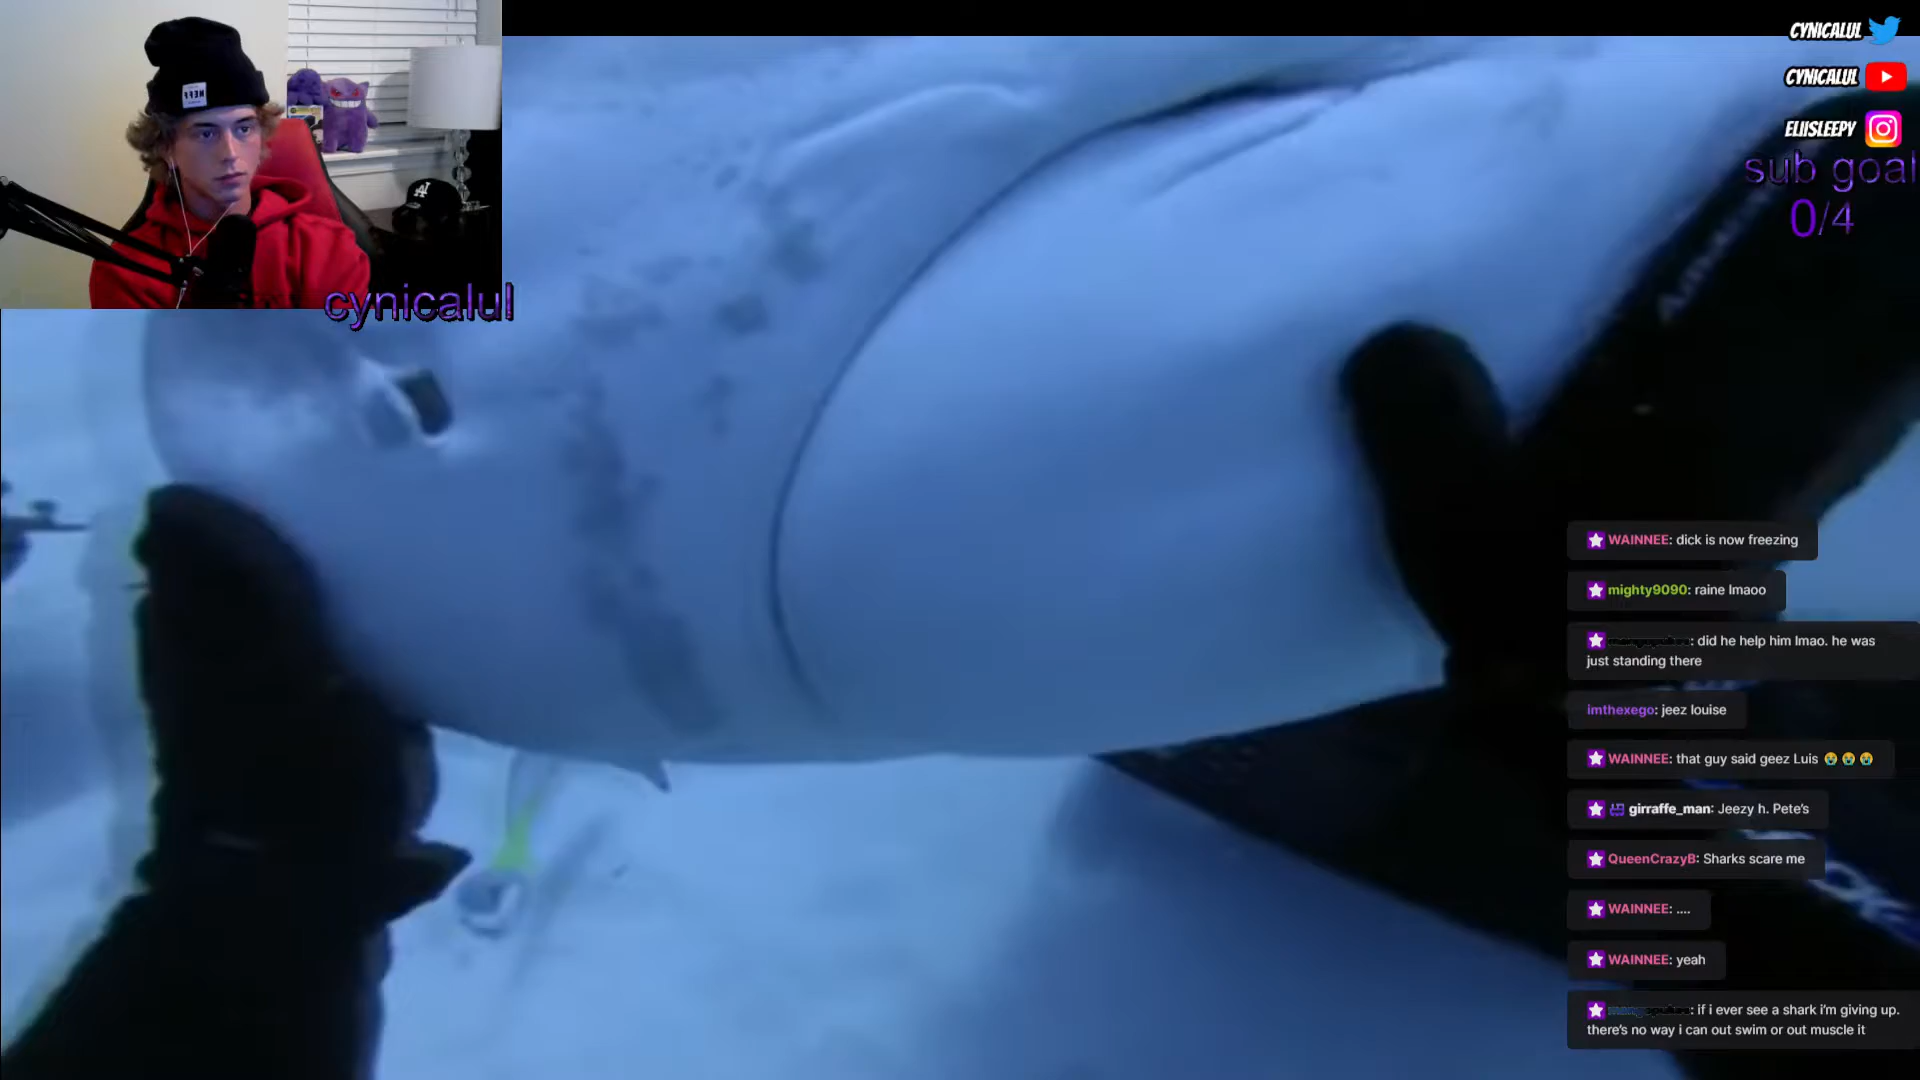 CYNICALUL
CYNICALUL
ELIISLEEPY
sub goal
0/4
cynicalul
WAINNEE: dick is now freezing
mighty9090: raine lmaoo
: did he help him lmao. he was
just standing there
imthexego: jeez louise
WAINNEE: that guy said geez Luis 😭😭😭
girraffe_man: Jeezy h. Pete's
QueenCrazyB: Sharks scare me
WAINNEE: ....
WAINNEE: yeah
: if i ever see a shark i'm giving up.
there's no way i can out swim or out muscle it